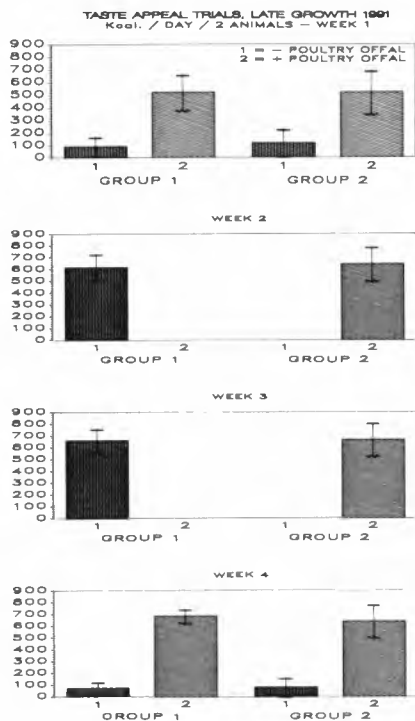 TASTE APPEAL TRIALS, LATE GROWTH 1991
Kcal. / DAY / 2 ANIMALS – WEEK 1
1 = – POULTRY OFFAL
2 = + POULTRY OFFAL
900
800
700
600
500
400
300
200
100
0
1 2 1 2
GROUP 1 GROUP 2
WEEK 2
900
800
700
600
500
400
300
200
100
0
1 2 1 2
GROUP 1 GROUP 2
WEEK 3
900
800
700
600
500
400
300
200
100
0
1 2 1 2
GROUP 1 GROUP 2
WEEK 4
900
800
700
600
500
400
300
200
100
0
1 2 1 2
GROUP 1 GROUP 2